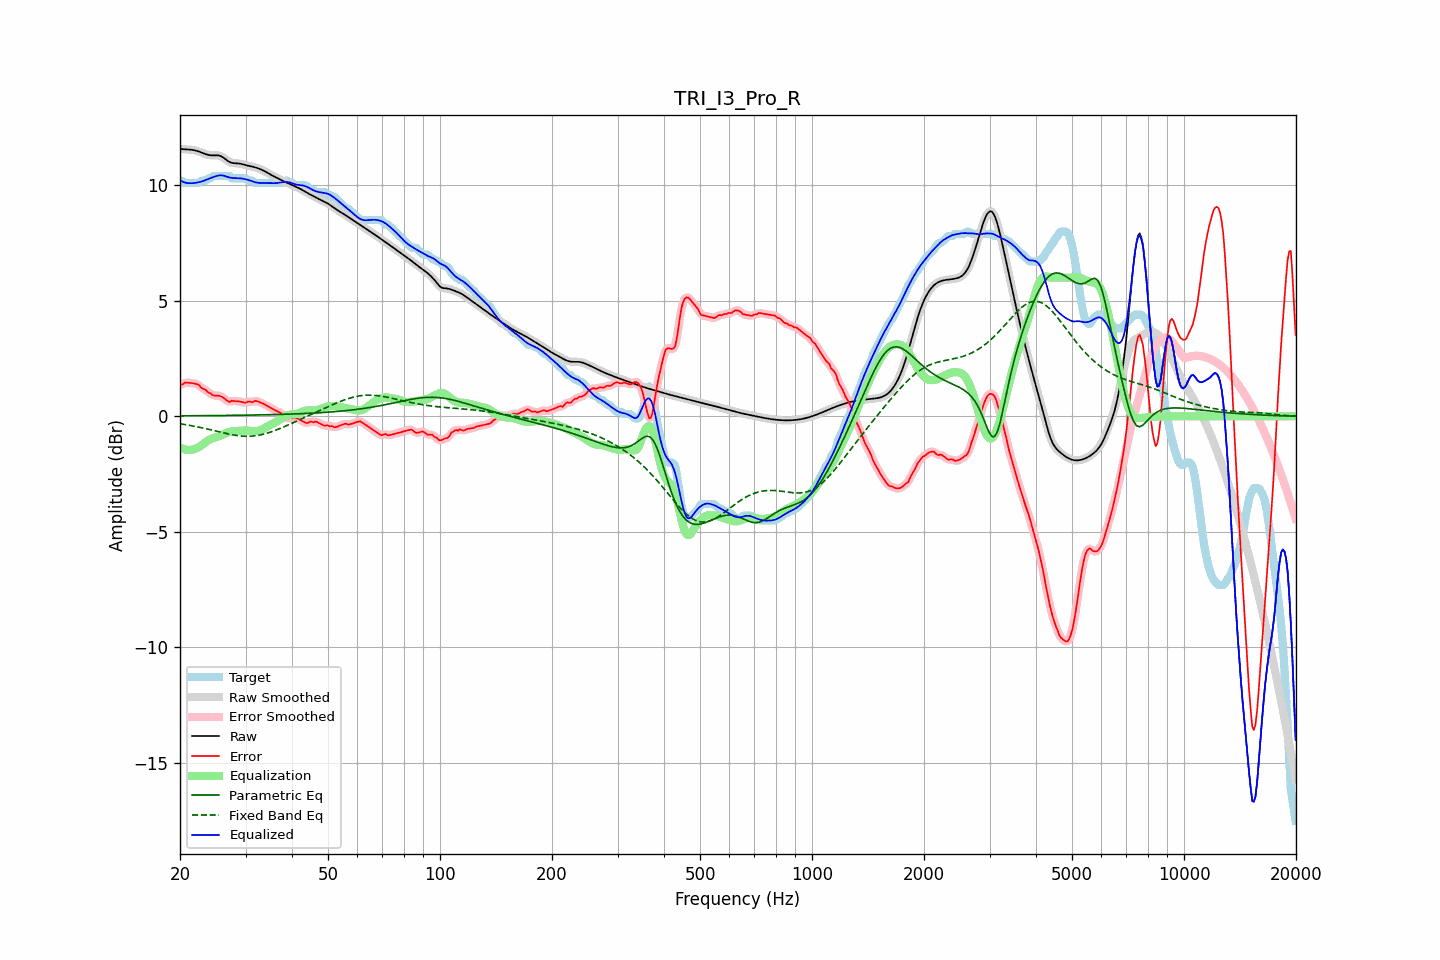 TRI_I3_Pro_R
Amplitude (dBr)
10
5
0
−5
−10
−15
Target
Raw Smoothed
Error Smoothed
Raw
Error
Equalization
Parametric Eq
Fixed Band Eq
Equalized
20 50 100 200 500 1000 2000 5000 10000 20000
Frequency (Hz)